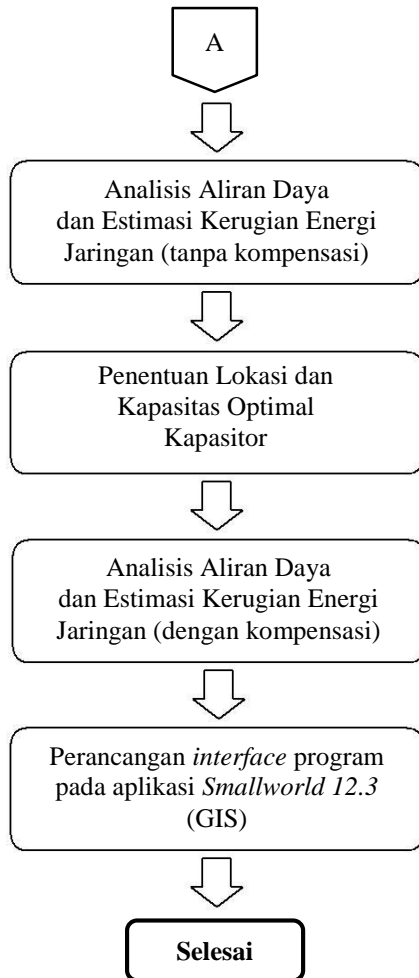 A
Analisis Aliran Daya
dan Estimasi Kerugian Energi
Jaringan (tanpa kompensasi)
Penentuan Lokasi dan
Kapasitas Optimal
Kapasitor
Analisis Aliran Daya
dan Estimasi Kerugian Energi
Jaringan (dengan kompensasi)
Perancangan interface program
pada aplikasi Smallworld 12.3
(GIS)
Selesai